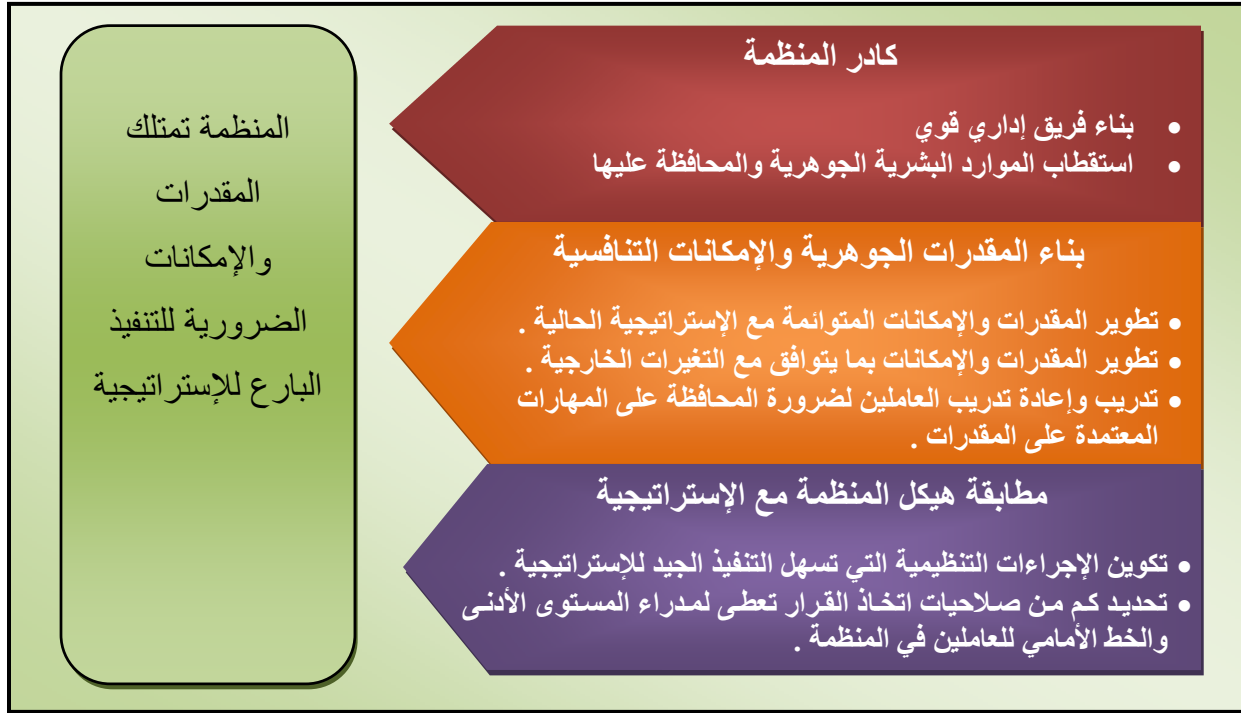 كادر المنظمة
• بناء فريق إداري قوي
• استقطاب الموارد البشرية الجوهرية والمحافظة عليها
بناء المقدرات الجوهرية والإمكانات التنافسية
• تطوير المقدرات والإمكانات المتوائمة مع الإستراتيجية الحالية .
• تطوير المقدرات والإمكانات بما يتوافق مع التغيرات الخارجية .
• تدريب وإعادة تدريب العاملين لضرورة المحافظة على المهارات
المعتمدة على المقدرات .
مطابقة هيكل المنظمة مع الإستراتيجية
• تكوين الإجراءات التنظيمية التي تسهل التنفيذ الجيد للإستراتيجية .
• تحديد كم من صلاحيات اتخاذ القرار تعطى لمدراء المستوى الأدنى
والخط الأمامي للعاملين في المنظمة .
المنظمة تمتلك
المقدرات
والإمكانات
الضرورية للتنفيذ
البارع للإستراتيجية